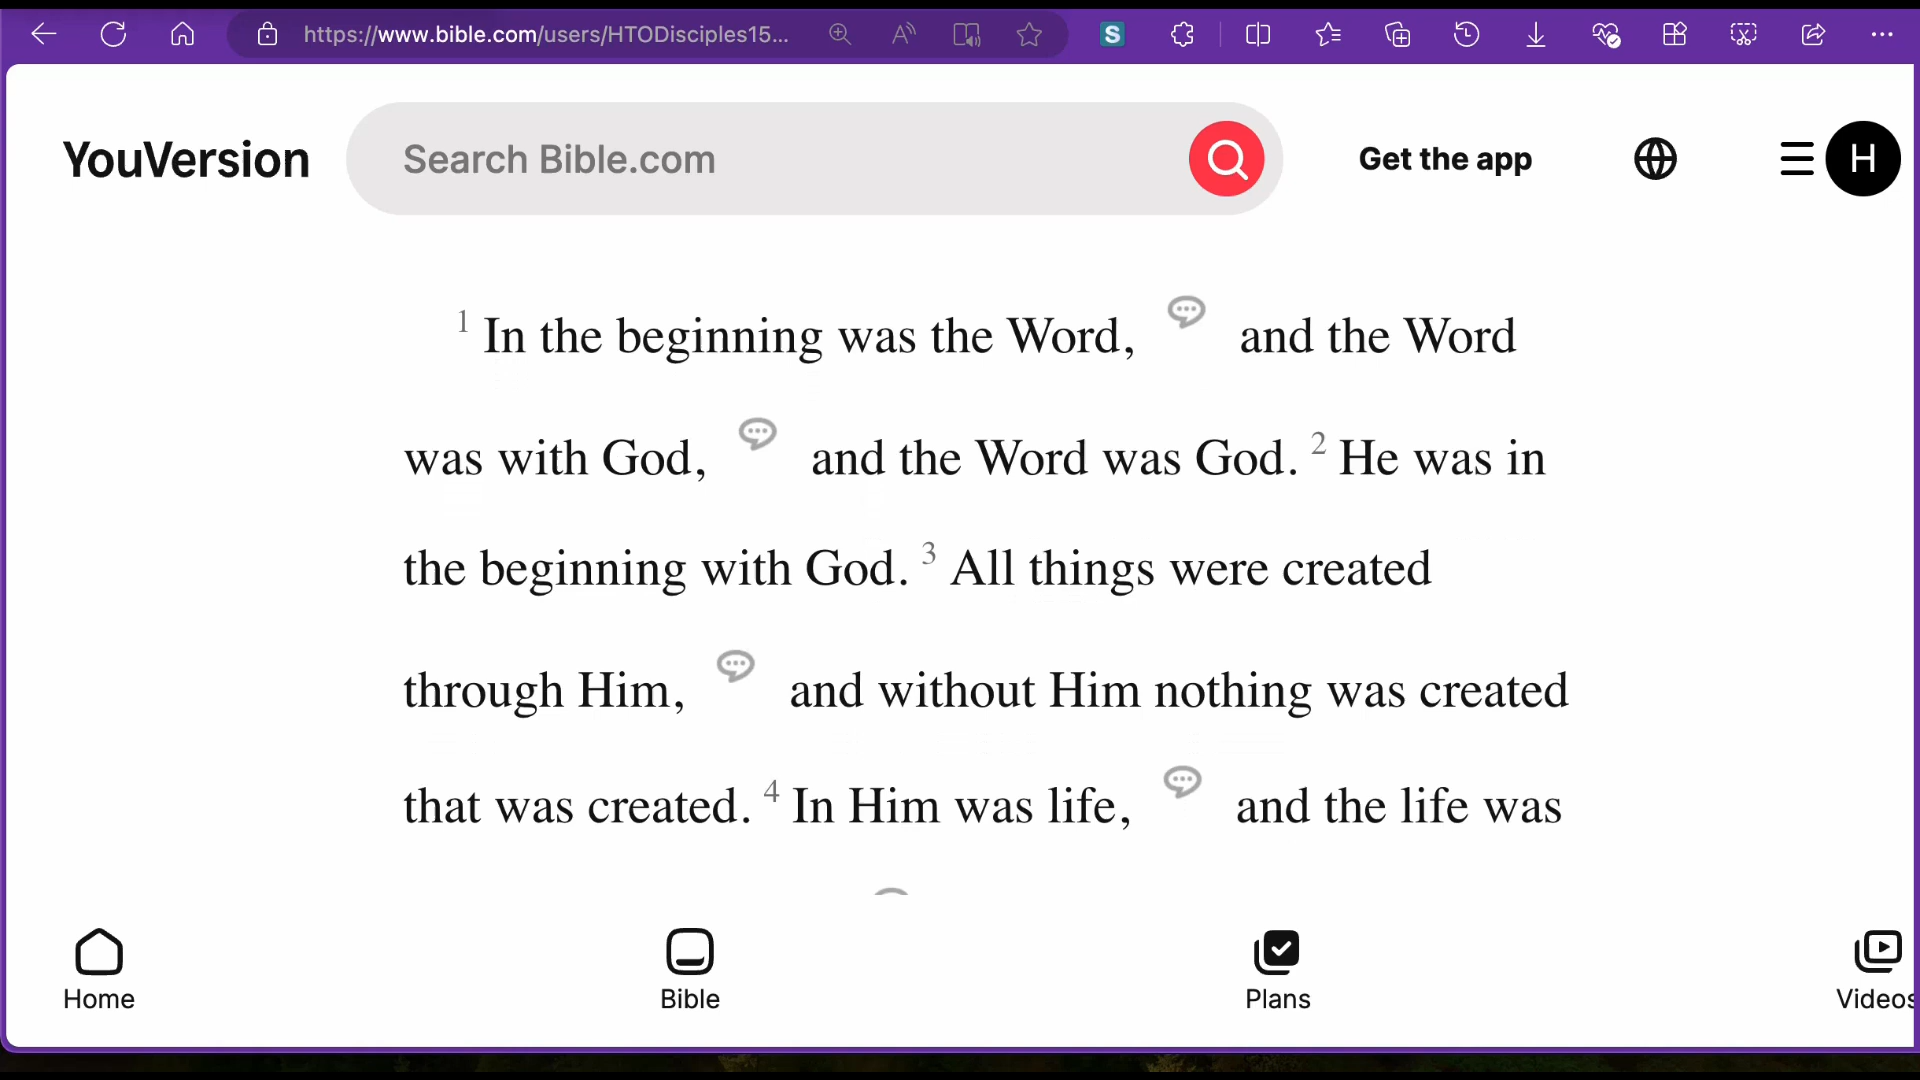 https://www.bible.com/users/HTODisciples15...
S
YouVersion
Search Bible.com
Get the app
H
1 In the beginning was the Word, and the Word
was with God, and the Word was God. 2 He was in
the beginning with God. 3 All things were created
through Him, and without Him nothing was created
that was created. 4 In Him was life, and the life was
Home
Bible
Plans
Videos